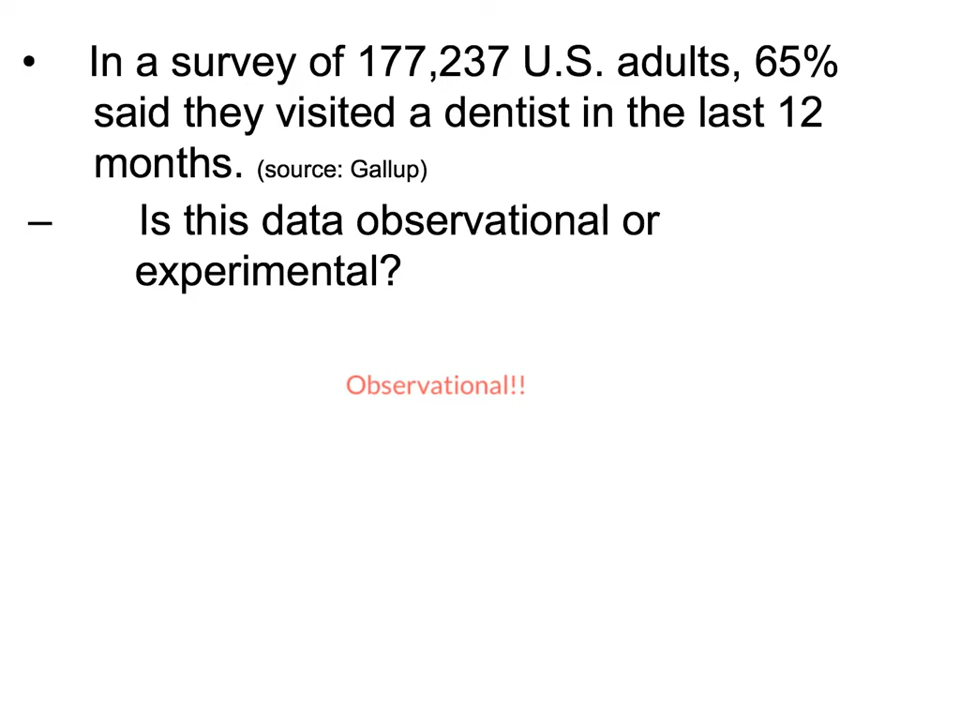 • In a survey of 177,237 U.S. adults, 65%
said they visited a dentist in the last 12
months. (source: Gallup)
– Is this data observational or
experimental?
Observational!!